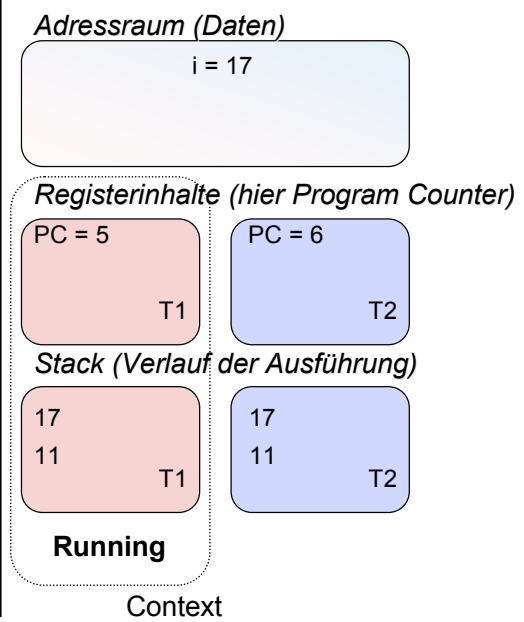 Adressraum (Daten)
i = 17
Registerinhalte (hier Program Counter)
PC = 5
PC = 6
T1
T2
Stack (Verlauf der Ausführung)
17
17
11
11
T1
T2
Running
Context